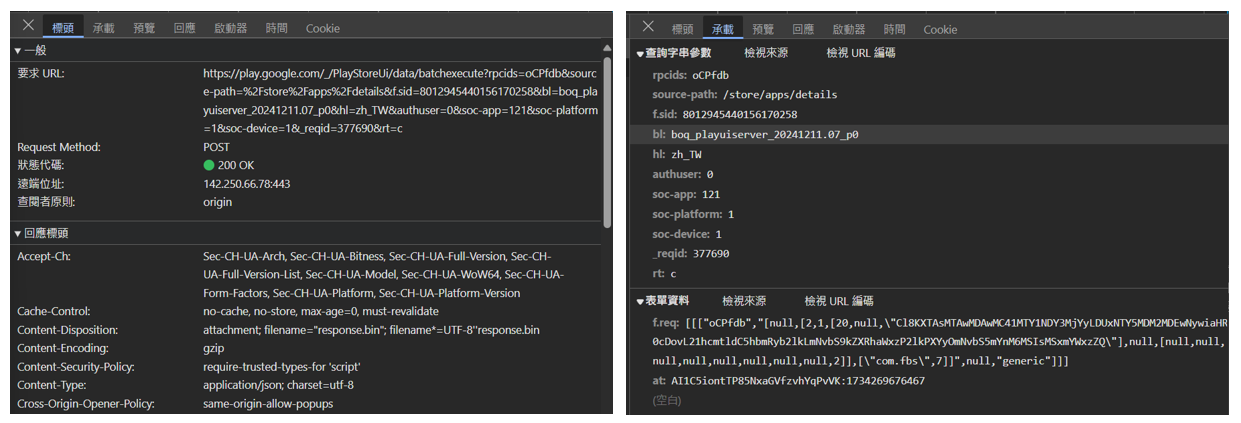 標頭 承載 預覽 回應 啟動器 時間 Cookie
一般
要求 URL:
https://play.google.com/_/PlayStoreUi/data/batchexecute?rpcids=oCPfdb&sourc
e-path=%2Fstore%2Fapps%2Fdetails&f.sid=8012945440156170258&bl=boq_pla
yuiserver_20241211.07_p0&hl=zh_TW&authuser=0&soc-app=121&soc-platform
=1&soc-device=1&_reqid=377690&rt=c
Request Method: POST
狀態代碼: 200 OK
遠端位址: 142.250.66.78:443
查閱者原則: origin
回應標頭
Accept-Ch: Sec-CH-UA-Arch, Sec-CH-UA-Bitness, Sec-CH-UA-Full-Version, Sec-CH-
UA-Full-Version-List, Sec-CH-UA-Model, Sec-CH-UA-WoW64, Sec-CH-UA-
Form-Factors, Sec-CH-UA-Platform, Sec-CH-UA-Platform-Version
Cache-Control: no-cache, no-store, max-age=0, must-revalidate
Content-Disposition: attachment; filename="response.bin"; filename*=UTF-8''response.bin
Content-Encoding: gzip
Content-Security-Policy: require-trusted-types-for 'script'
Content-Type: application/json; charset=utf-8
Cross-Origin-Opener-Policy: same-origin-allow-popups
標頭 承載 預覽 回應 啟動器 時間 Cookie
查詢字串參數 檢視來源 檢視 URL 編碼
rpcids: oCPfdb
source-path: /store/apps/details
f.sid: 8012945440156170258
bl: boq_playuiserver_20241211.07_p0
hl: zh_TW
authuser: 0
soc-app: 121
soc-platform: 1
soc-device: 1
_reqid: 377690
rt: c
表單資料 檢視來源 檢視 URL 編碼
f.req: [[["oCPfdb","[null,[2,1,[20,null,\"Cl8KXTAsMTAwMDAwMC41MTY1NDY3MjYyLDUxNTY5MDM2MDEwNywiaHR
0cDovL21hcmtldC5hbmRyb2lkLmNvbS9kZXRhaWxzP2lkPXYyOmNvbS5mYnM6MSIsMSxmYWxzZQ\"],null,[null,null,
null,null,null,null,null,null,2]],[\"com.fbs\",7]]",null,"generic"]]]
at: AI1C5iontTP85NxaGVfzvhYqPvVK:1734269676467
(空白)